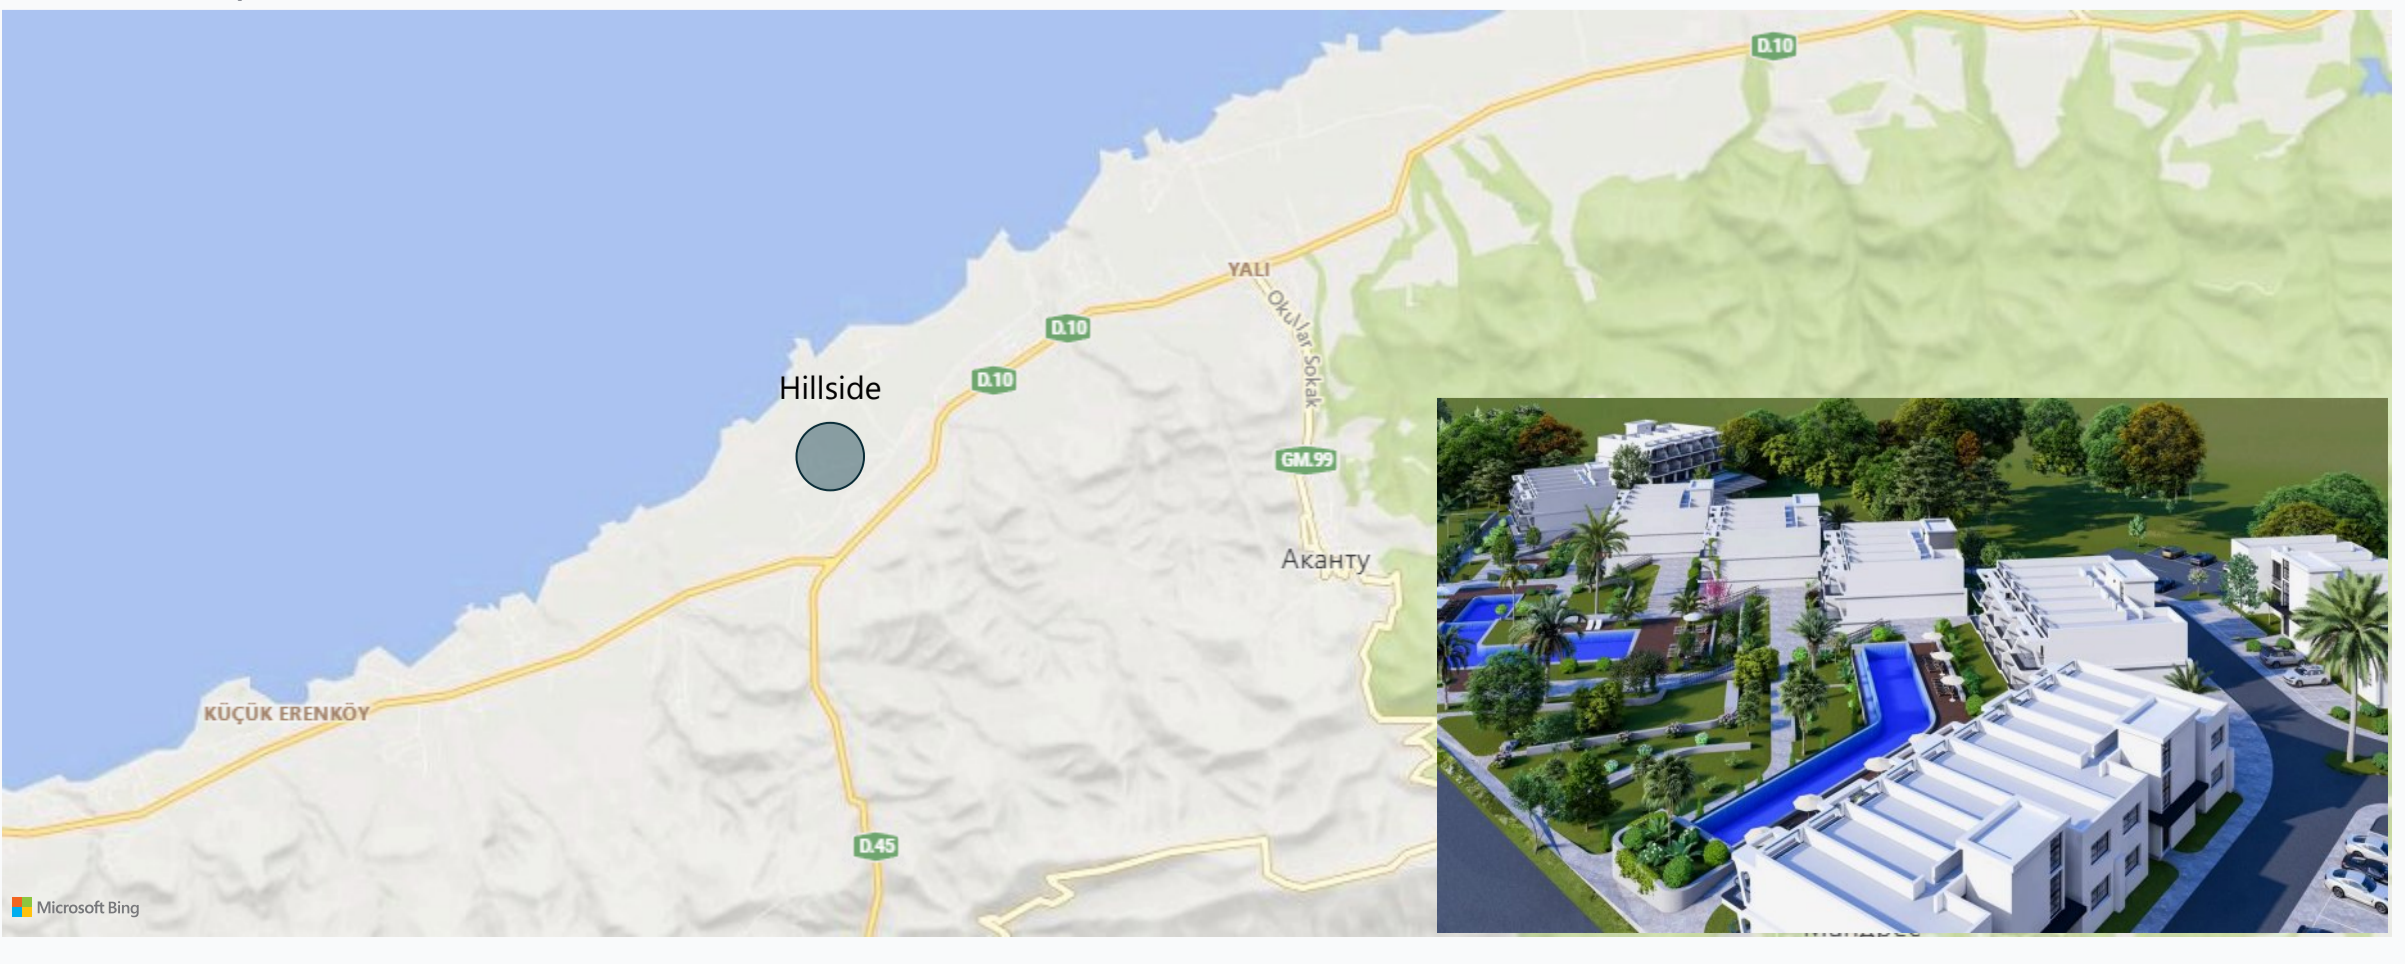 D.10
YALI
Okullar Sokak
D.10
D.10
Hillside
GM.99
Аканту
KÜÇÜK ERENKÖY
D.45
Microsoft Bing